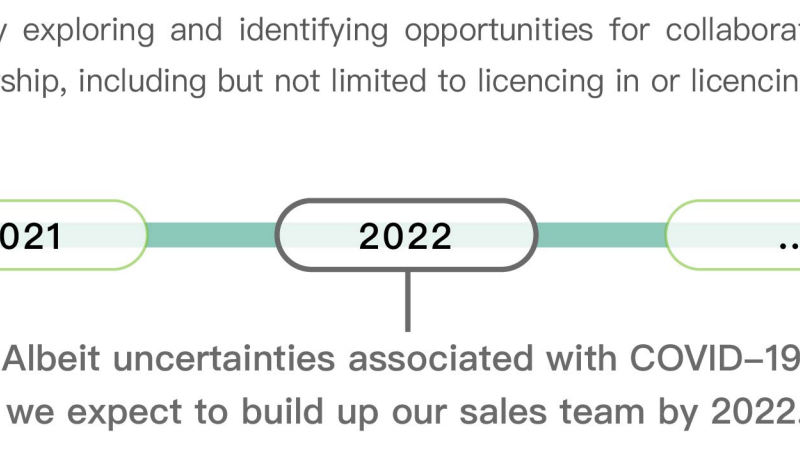 y exploring and identifying opportunities for collaborat
ship, including but not limited to licencing in or licencin
021 2022 ..
Albeit uncertainties associated with COVID–19
we expect to build up our sales team by 2022.